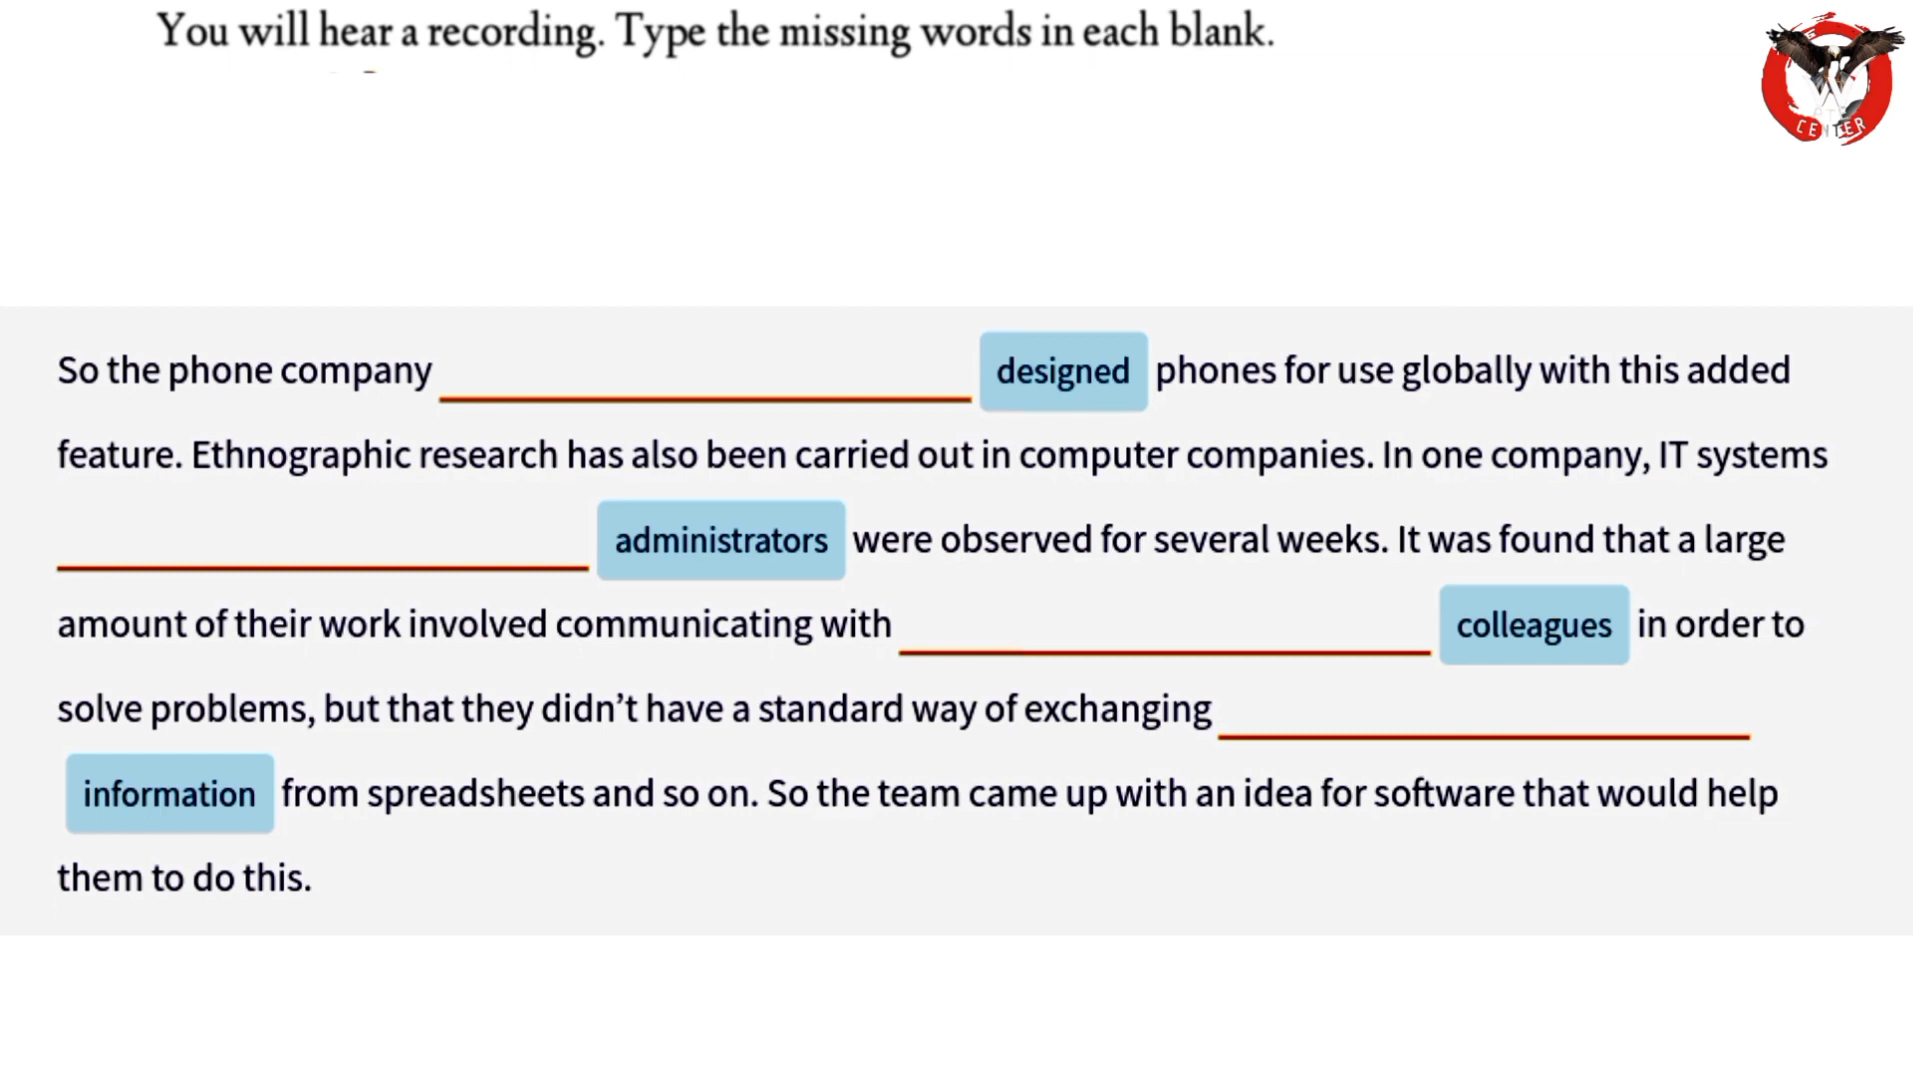 You will hear a recording. Type the missing words in each blank.
CENTER
So the phone company designed phones for use globally with this added
feature. Ethnographic research has also been carried out in computer companies. In one company, IT systems
administrators were observed for several weeks. It was found that a large
amount of their work involved communicating with colleagues in order to
solve problems, but that they didn’t have a standard way of exchanging
information from spreadsheets and so on. So the team came up with an idea for software that would help
them to do this.